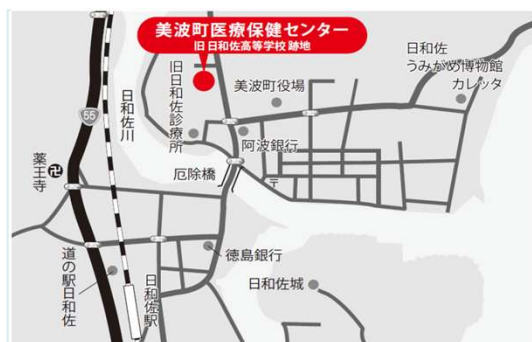 美波町医療保健センター
旧 日和佐高等学校 跡地
日和佐
うみがめ博物館
カレッタ
美波町役場
旧日和佐診療所
日和佐川
55
阿波銀行
薬王寺
卍
厄除橋
〒
徳島銀行
道の駅日和佐
日和佐駅
日和佐城